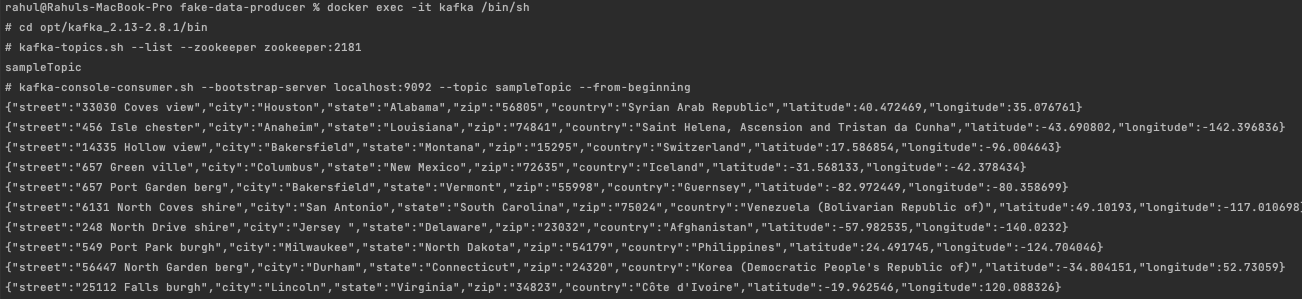 rahul@Rahuls-MacBook-Pro fake-data-producer % docker exec -it kafka /bin/sh
# cd opt/kafka_2.13-2.8.1/bin
# kafka-topics.sh --list --zookeeper zookeeper:2181
sampleTopic
# kafka-console-consumer.sh --bootstrap-server localhost:9092 --topic sampleTopic --from-beginning
{"street":"33030 Coves view","city":"Houston","state":"Alabama","zip":"56805","country":"Syrian Arab Republic","latitude":40.472469,"longitude":35.076761}
{"street":"456 Isle chester","city":"Anaheim","state":"Louisiana","zip":"74841","country":"Saint Helena, Ascension and Tristan da Cunha","latitude":-43.690802,"longitude":-142.396836}
{"street":"14335 Hollow view","city":"Bakersfield","state":"Montana","zip":"15295","country":"Switzerland","latitude":17.586854,"longitude":-96.004643}
{"street":"657 Green ville","city":"Columbus","state":"New Mexico","zip":"72635","country":"Iceland","latitude":-31.568133,"longitude":-42.378434}
{"street":"657 Port Garden berg","city":"Bakersfield","state":"Vermont","zip":"55998","country":"Guernsey","latitude":-82.972449,"longitude":-80.358699}
{"street":"6131 North Coves shire","city":"San Antonio","state":"South Carolina","zip":"75024","country":"Venezuela (Bolivarian Republic of)","latitude":49.10193,"longitude":-117.010698}
{"street":"248 North Drive shire","city":"Jersey ","state":"Delaware","zip":"23032","country":"Afghanistan","latitude":-57.982535,"longitude":-140.0232}
{"street":"549 Port Park burgh","city":"Milwaukee","state":"North Dakota","zip":"54179","country":"Philippines","latitude":24.491745,"longitude":-124.704046}
{"street":"56447 North Garden berg","city":"Durham","state":"Connecticut","zip":"24320","country":"Korea (Democratic People's Republic of)","latitude":-34.804151,"longitude":52.73059}
{"street":"25112 Falls burgh","city":"Lincoln","state":"Virginia","zip":"34823","country":"Côte d'Ivoire","latitude":-19.962546,"longitude":120.088326}